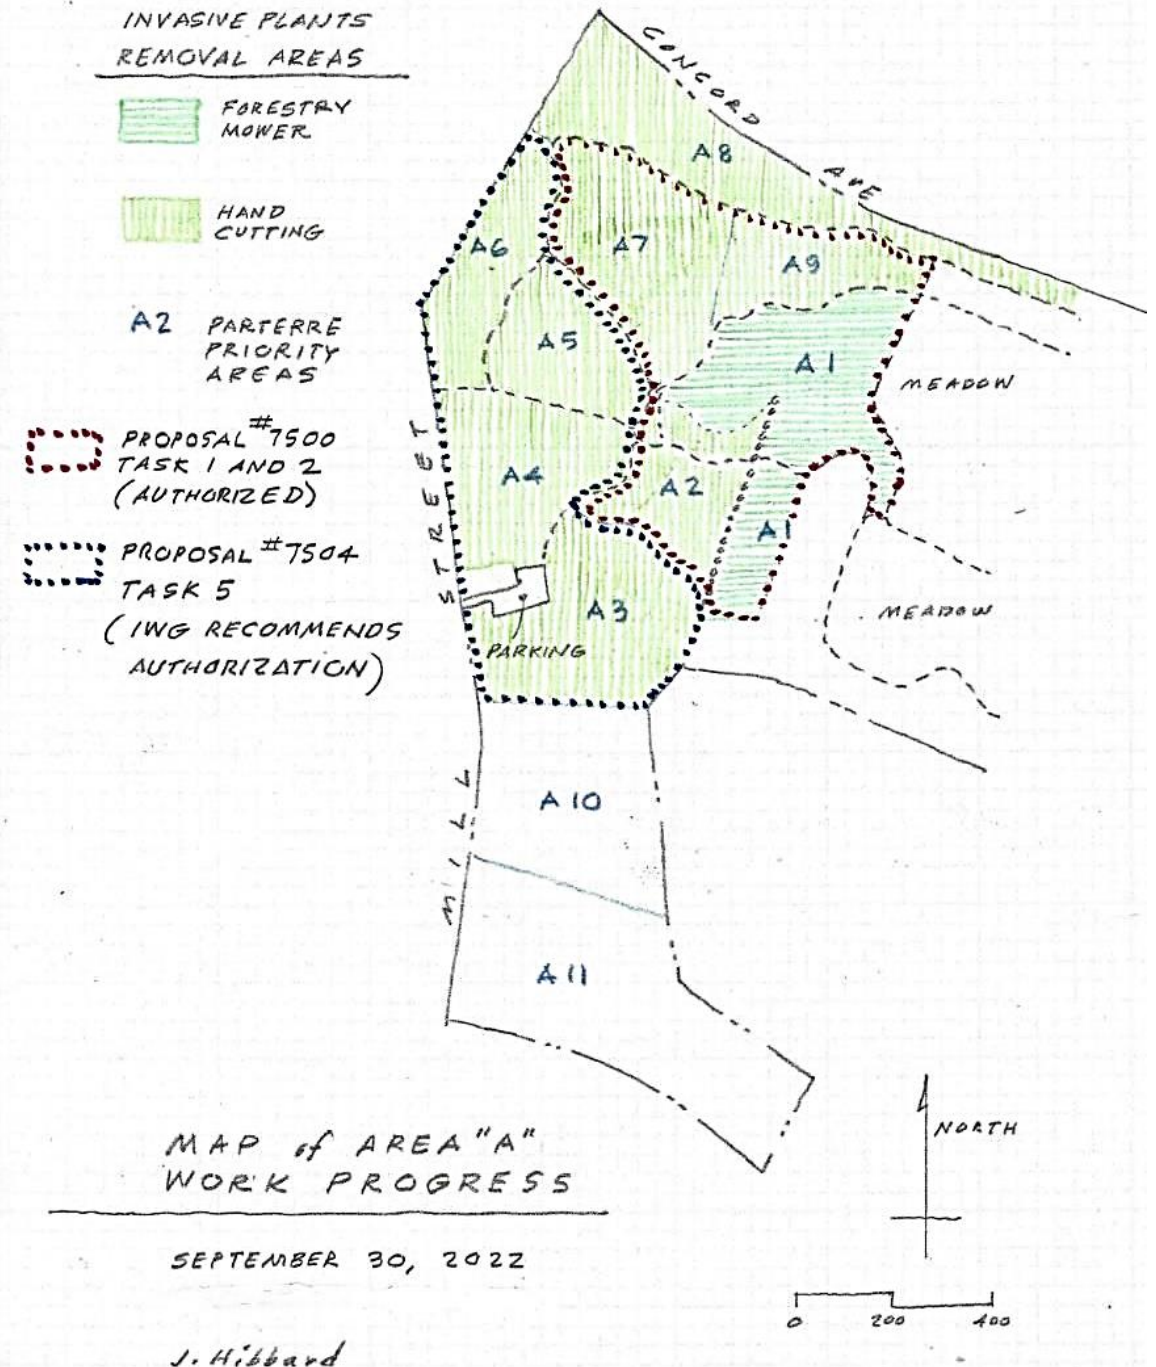 INVASIVE PLANTS
REMOVAL AREAS
FORESTRY
MOWER
HAND
CUTTING
A2 PARTERRE
PRIORITY
AREAS
PROPOSAL #7500
TASK 1 AND 2
(AUTHORIZED)
PROPOSAL #7504
TASK 5
(IWG RECOMMENDS
AUTHORIZATION)
CONCORD AVE
A8
A6
A7
A9
A5
A1
MEADOW
A4
A2
A1
A3
MEADOW
PARKING
MILL STREET
A10
A11
NORTH
MAP of AREA "A"
WORK PROGRESS
SEPTEMBER 30, 2022
0 200 400
J. Hibbard